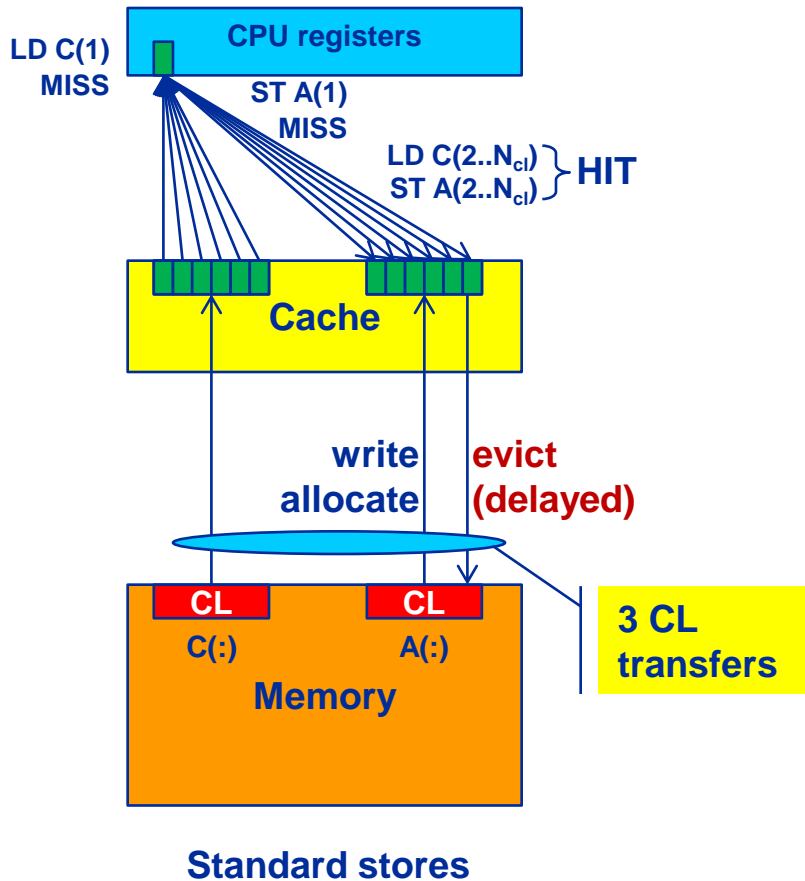 CPU registers
LD C(1)
MISS
ST A(1)
MISS
LD C(2..Ncl)
ST A(2..Ncl)
HIT
Cache
write
allocate
evict
(delayed)
CL
CL
C(:)
A(:)
3 CL
transfers
Memory
Standard stores